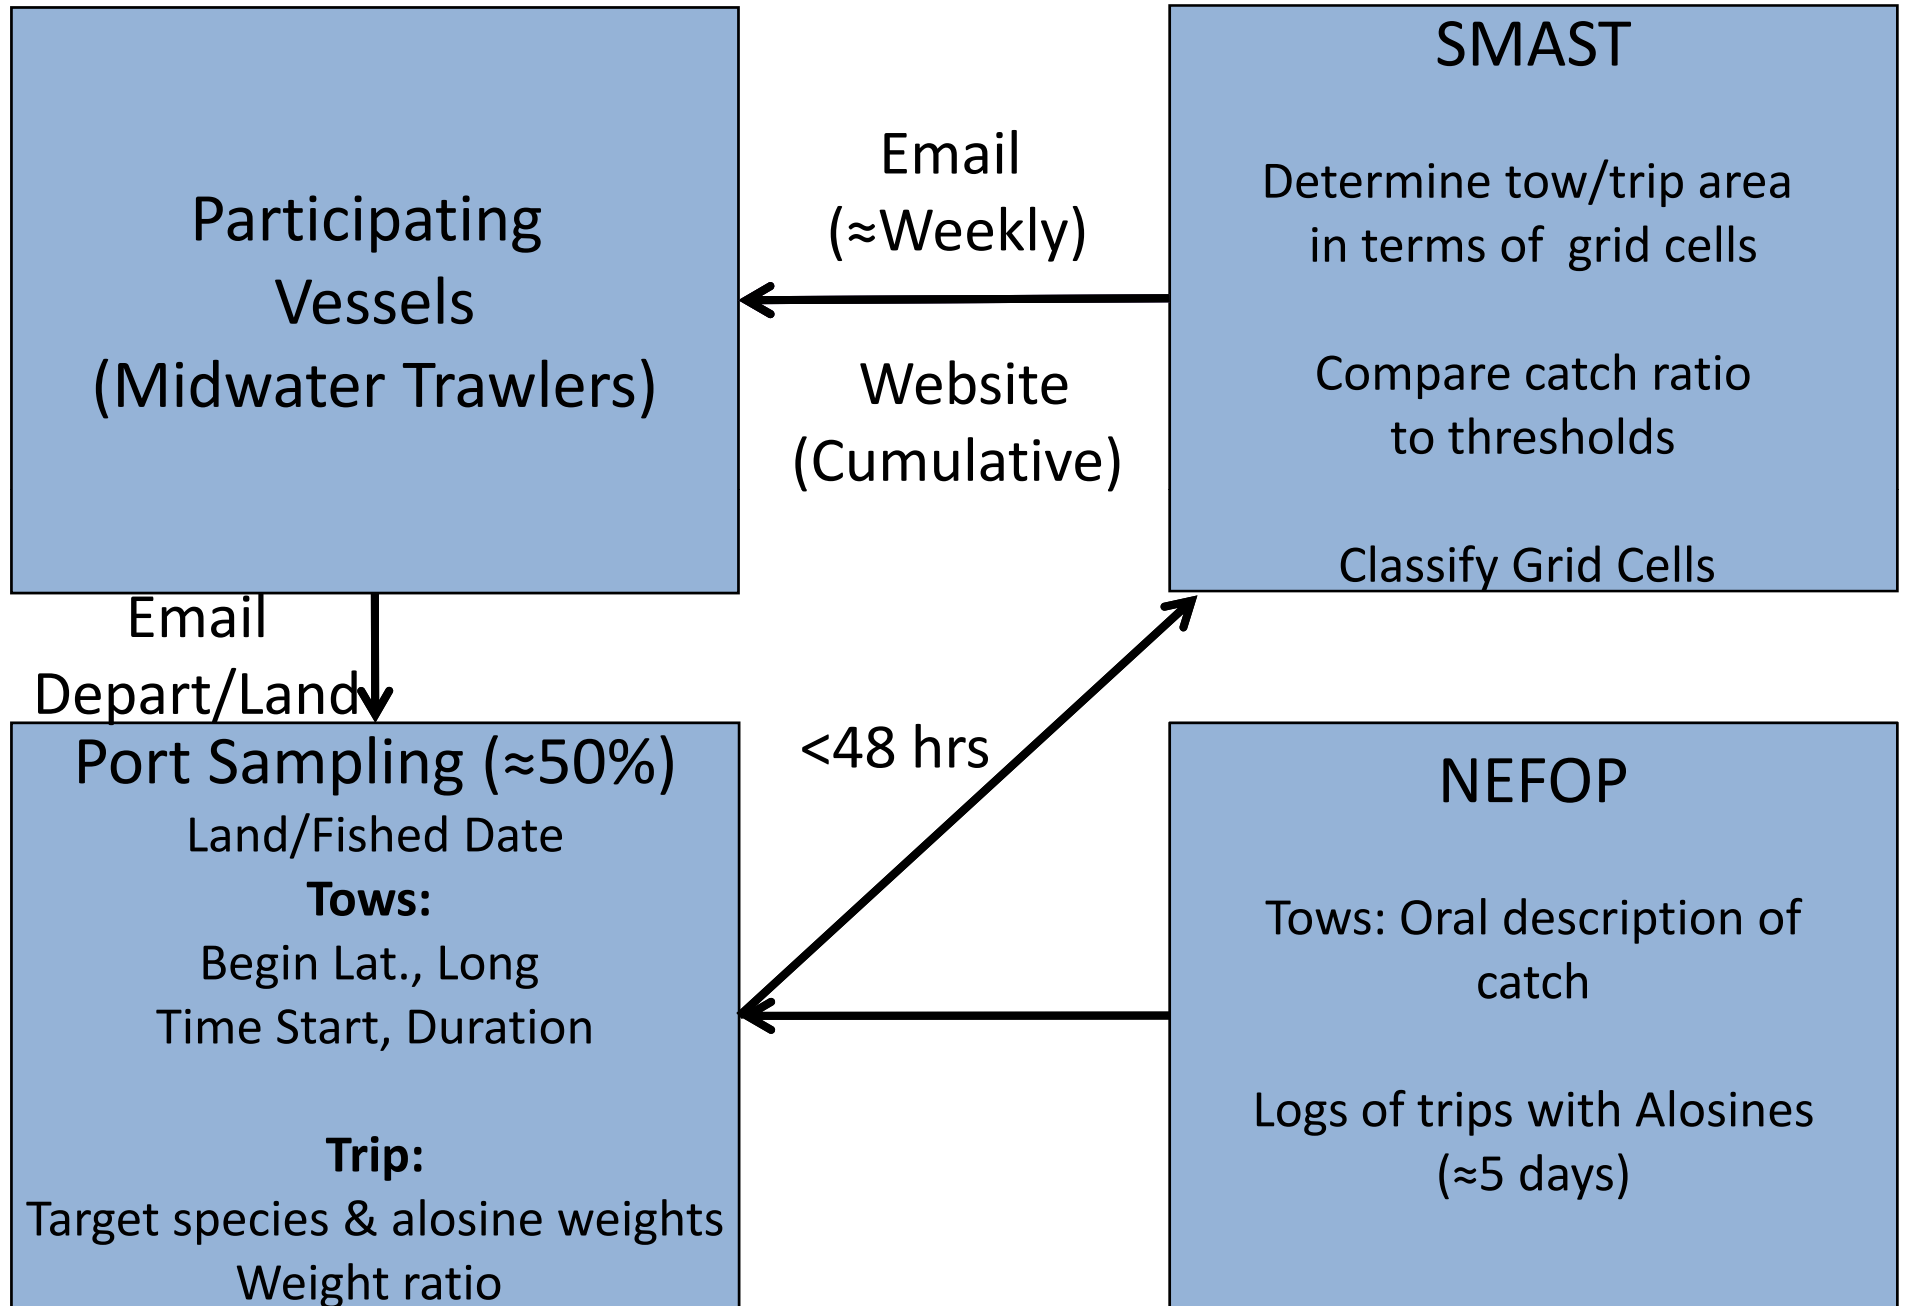 Participating
Vessels
(Midwater Trawlers)
Email
(≈Weekly)
Website
(Cumulative)
SMAST
Determine tow/trip area
in terms of grid cells
Compare catch ratio
to thresholds
Classify Grid Cells
Email
Depart/Land
Port Sampling (≈50%)
Land/Fished Date
Tows:
Begin Lat., Long
Time Start, Duration
Trip:
Target species & alosine weights
Weight ratio
<48 hrs
NEFOP
Tows: Oral description of
catch
Logs of trips with Alosines
(≈5 days)